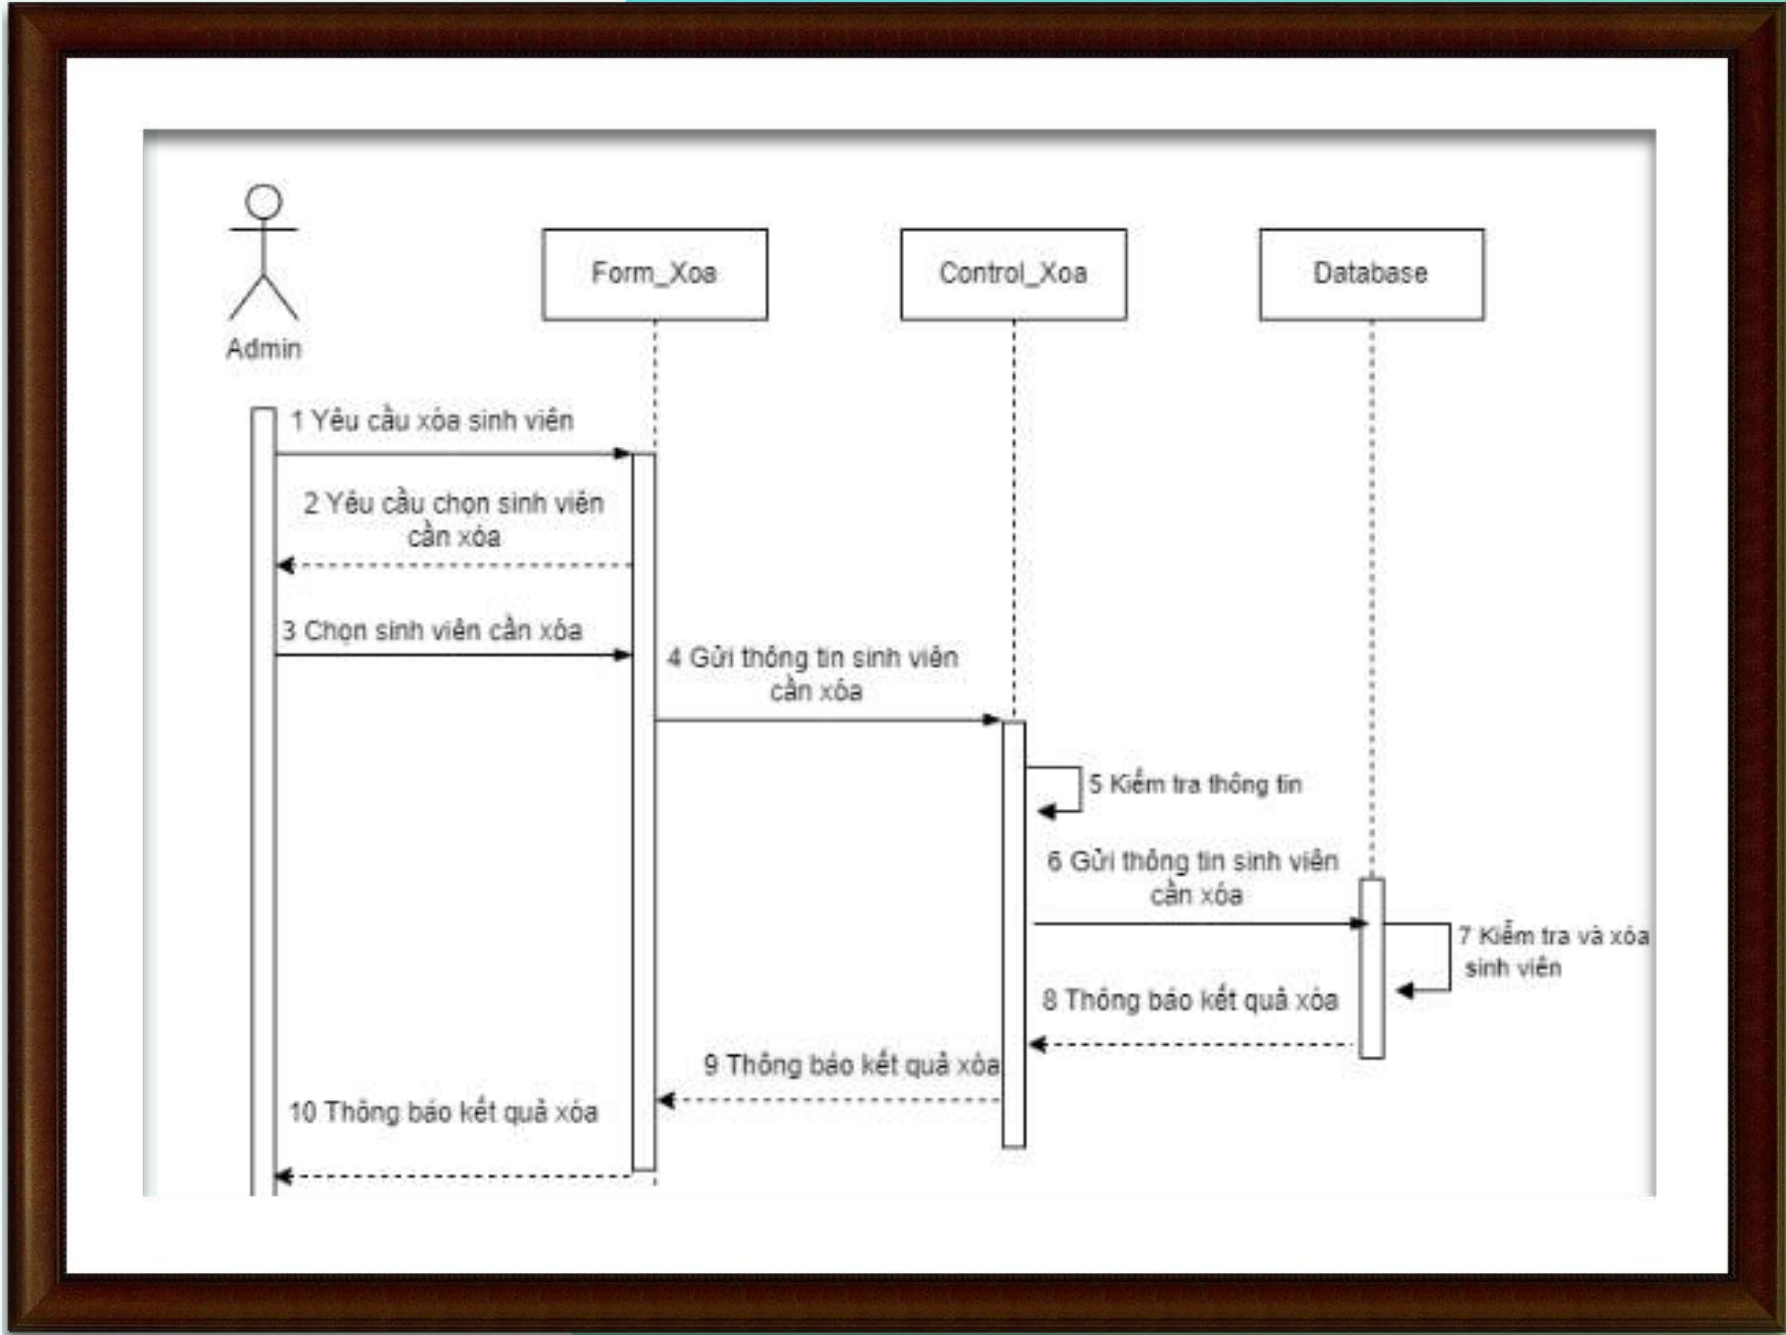 Form_Xoa
Control_Xoa
Database
Admin
1 Yêu cầu xóa sinh viên
2 Yêu cầu chọn sinh viên
cần xóa
3 Chọn sinh viên cần xóa
4 Gửi thông tin sinh viên
cần xóa
5 Kiểm tra thông tin
6 Gửi thông tin sinh viên
cần xóa
7 Kiểm tra và xóa
sinh viên
8 Thông báo kết quả xóa
9 Thông báo kết quả xóa
10 Thông báo kết quả xóa